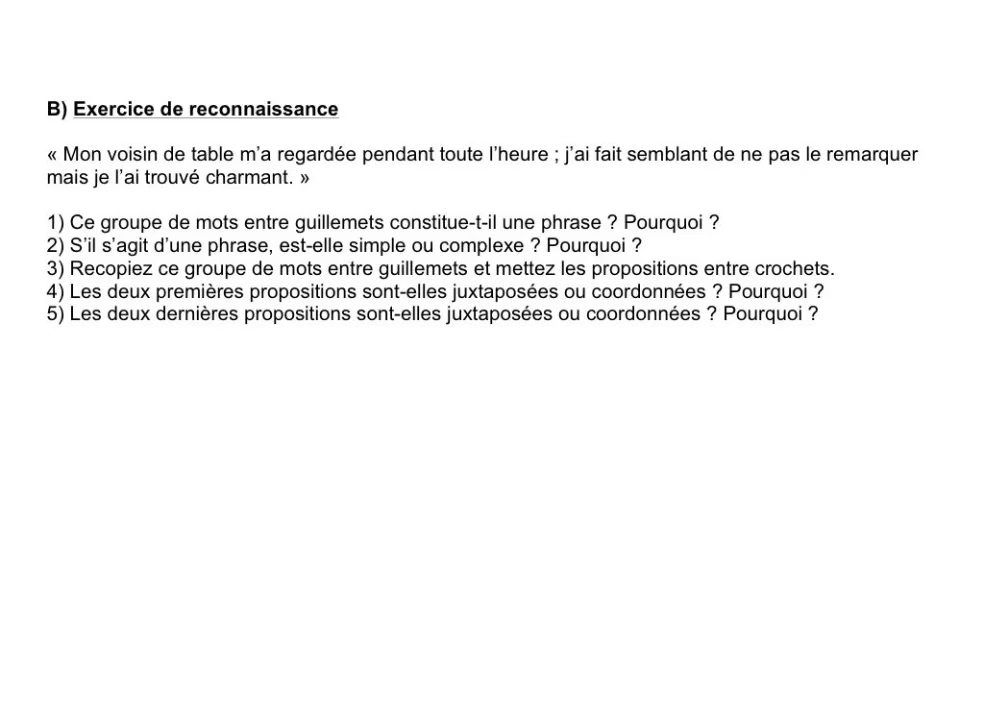 B) Exercice de reconnaissance
« Mon voisin de table m’a regardée pendant toute l’heure ; j’ai fait semblant de ne pas le remarquer
mais je l’ai trouvé charmant. »
1) Ce groupe de mots entre guillemets constitue-t-il une phrase ? Pourquoi ?
2) S’il s’agit d’une phrase, est-elle simple ou complexe ? Pourquoi ?
3) Recopiez ce groupe de mots entre guillemets et mettez les propositions entre crochets.
4) Les deux premières propositions sont-elles juxtaposées ou coordonnées ? Pourquoi ?
5) Les deux dernières propositions sont-elles juxtaposées ou coordonnées ? Pourquoi ?